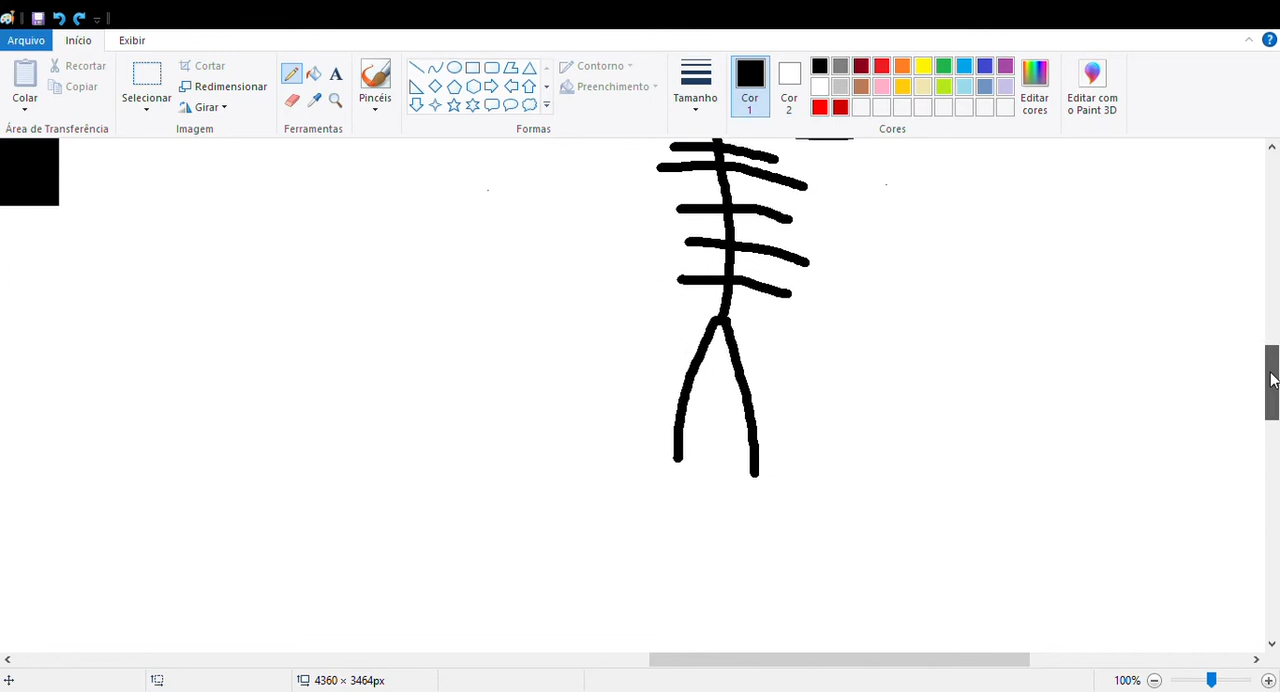 Arquivo Início Exibir
Colar
Recortar
Copiar
Área de Transferência
Selecionar
Cortar
Redimensionar
Girar
Imagem
A
Ferramentas
Pincéis
Contorno
Preenchimento
Formas
Tamanho
Cor 1
Cor 2
Editar cores
Cores
Editar com o Paint 3D
4360 × 3464px
100%